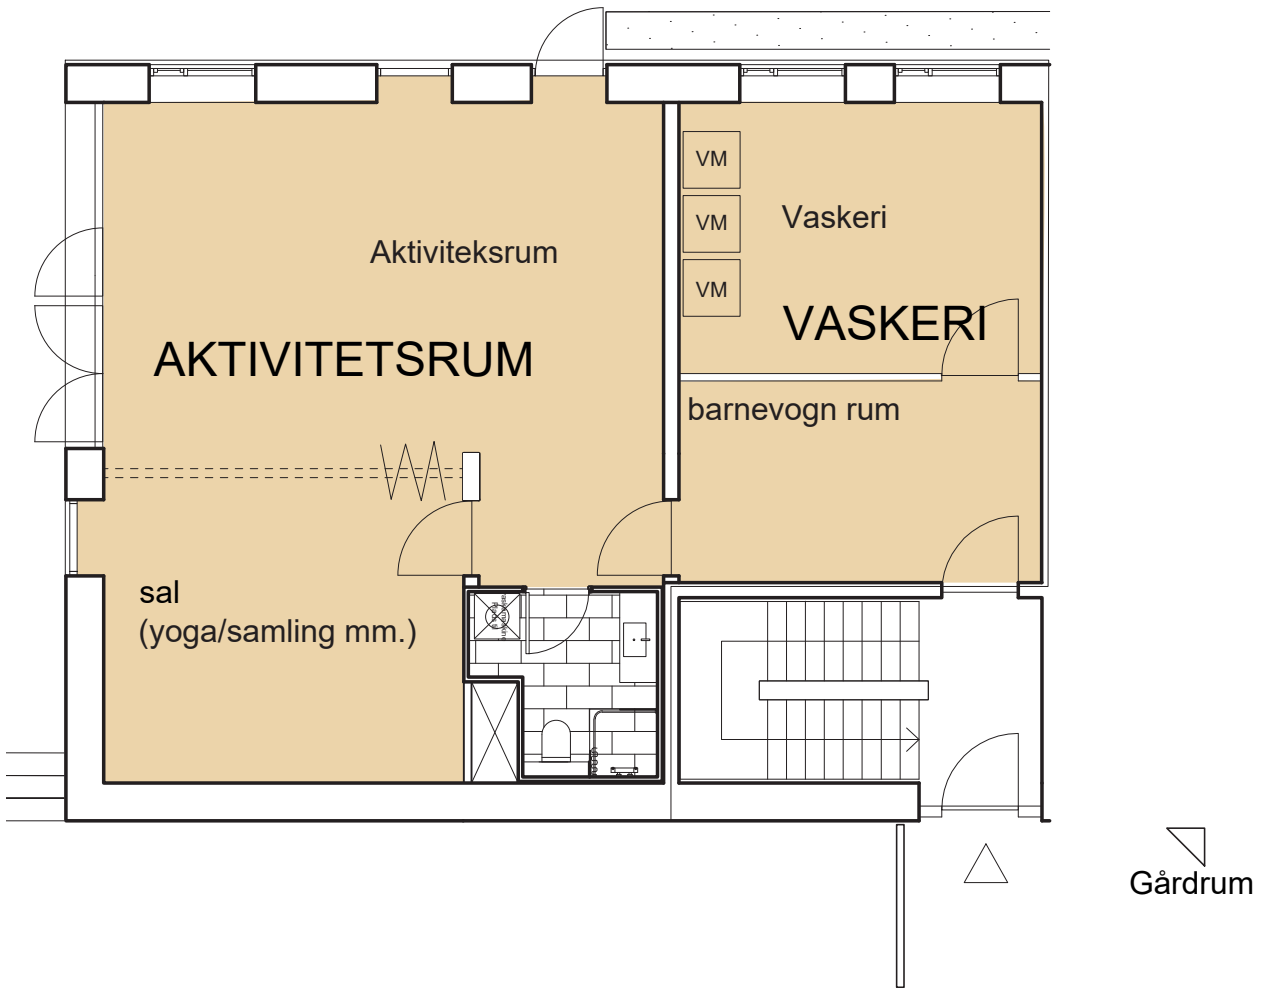 VM
VM
VM
Vaskeri
Aktiviteksrum
VASKERI
AKTIVITETSRUM
barnevogn rum
sal
(yoga/samling mm.)
Gårdrum